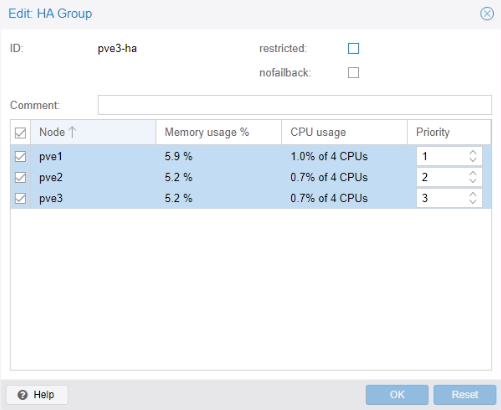 Edit: HA Group
ID: pve3-ha restricted:
nofailback:
Comment:
Node Memory usage % CPU usage Priority
pve1 5.9 % 1.0% of 4 CPUs 1
pve2 5.2 % 0.7% of 4 CPUs 2
pve3 5.2 % 0.7% of 4 CPUs 3
Help OK Reset